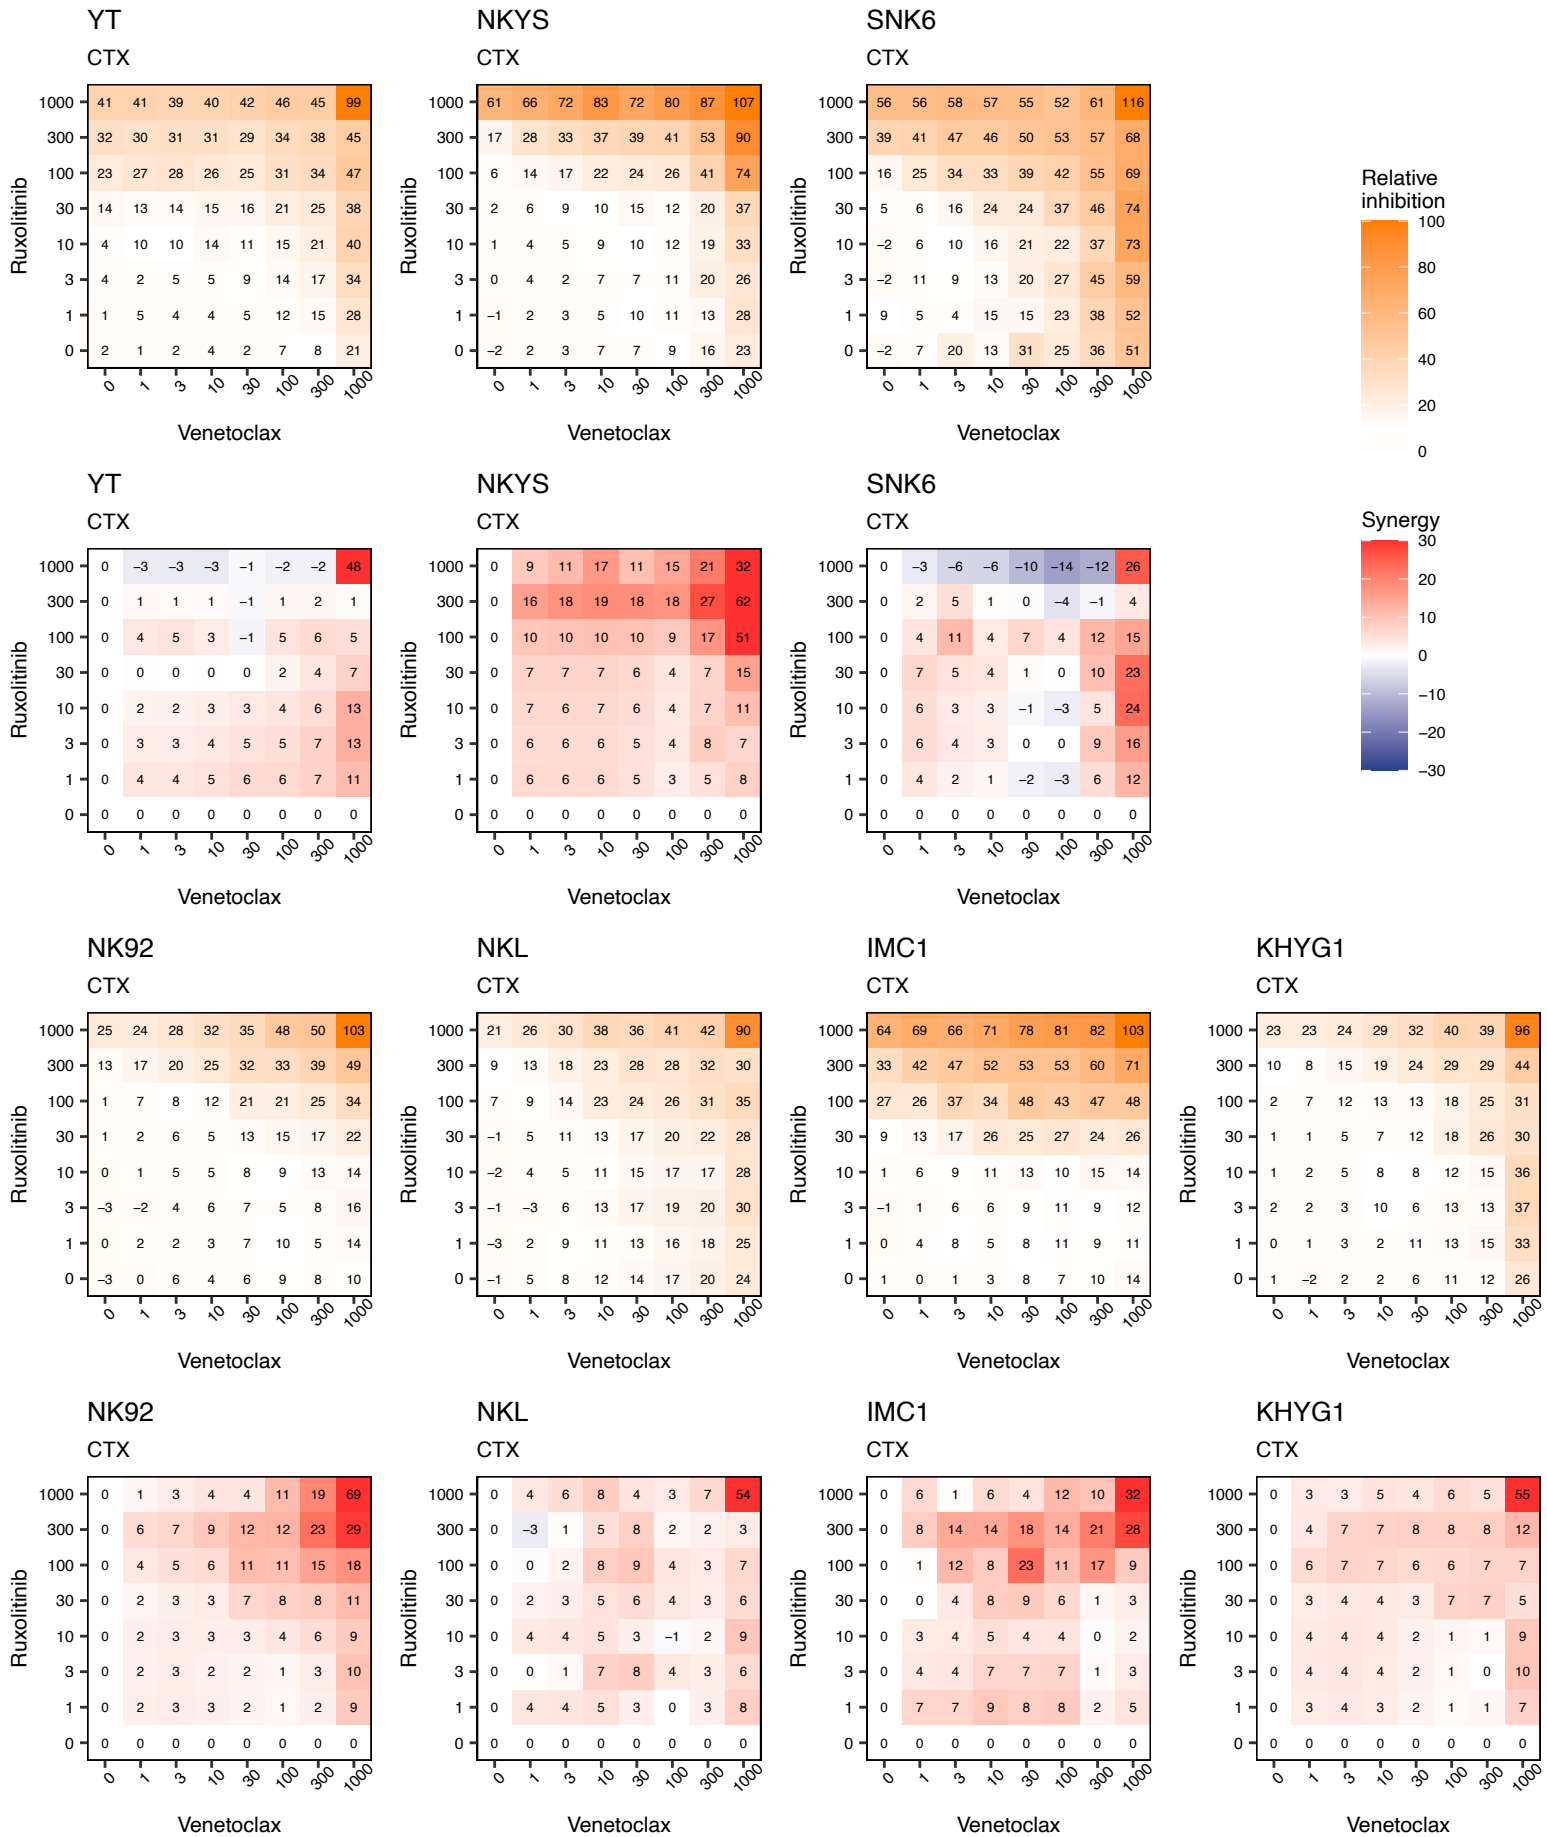 YT NKYS SNK6
CTX CTX CTX
Ruxolitinib
1000 41 41 39 40 42 46 45 99
300 32 30 31 31 29 34 38 45
100 23 27 28 26 25 31 34 47
30 14 13 14 15 16 21 25 38
10 4 10 10 14 11 15 21 40
3 4 2 5 5 9 14 17 34
1 1 5 4 4 5 12 15 28
0 2 1 2 4 2 7 8 21
0 1 3 10 30 100 300 1000
Venetoclax
Ruxolitinib
1000 61 66 72 83 72 80 87 107
300 17 28 33 37 39 41 53 90
100 6 14 17 22 24 26 41 74
30 2 6 9 10 15 12 20 37
10 1 4 5 9 10 12 19 33
3 0 4 2 7 7 11 20 26
1 −1 2 3 5 10 11 13 28
0 −2 2 3 7 7 9 16 23
0 1 3 10 30 100 300 1000
Venetoclax
Ruxolitinib
1000 56 56 58 57 55 52 61 116
300 39 41 47 46 50 53 57 68
100 16 25 34 33 39 42 55 69
30 5 6 16 24 24 37 46 74
10 −2 6 10 16 21 22 37 73
3 −2 11 9 13 20 27 45 59
1 9 5 4 15 15 23 38 52
0 −2 7 20 13 31 25 36 51
0 1 3 10 30 100 300 1000
Venetoclax
Relative
inhibition
100
80
60
40
20
0
YT NKYS SNK6
CTX CTX CTX
Ruxolitinib
1000 0 −3 −3 −3 −1 −2 −2 48
300 0 1 1 1 −1 1 2 1
100 0 4 5 3 −1 5 6 5
30 0 0 0 0 0 2 4 7
10 0 2 2 3 3 4 6 13
3 0 3 3 4 5 5 7 13
1 0 4 4 5 6 6 7 11
0 0 0 0 0 0 0 0 0
0 1 3 10 30 100 300 1000
Venetoclax
Ruxolitinib
1000 0 9 11 17 11 15 21 32
300 0 16 18 19 18 18 27 62
100 0 10 10 10 10 9 17 51
30 0 7 7 7 6 4 7 15
10 0 7 6 7 6 4 7 11
3 0 6 6 6 5 4 8 7
1 0 6 6 6 5 3 5 8
0 0 0 0 0 0 0 0 0
0 1 3 10 30 100 300 1000
Venetoclax
Ruxolitinib
1000 0 −3 −6 −6 −10 −14 −12 26
300 0 2 5 1 0 −4 −1 4
100 0 4 11 4 7 4 12 15
30 0 7 5 4 1 0 10 23
10 0 6 3 3 −1 −3 5 24
3 0 6 4 3 0 0 9 16
1 0 4 2 1 −2 −3 6 12
0 0 0 0 0 0 0 0 0
0 1 3 10 30 100 300 1000
Venetoclax
Synergy
30
20
10
0
−10
−20
−30
NK92 NKL IMC1 KHYG1
CTX CTX CTX CTX
Ruxolitinib
1000 25 24 28 32 35 48 50 103
300 13 17 20 25 32 33 39 49
100 1 7 8 12 21 21 25 34
30 1 2 6 5 13 15 17 22
10 0 1 5 5 8 9 13 14
3 −3 −2 4 6 7 5 8 16
1 0 2 2 3 7 10 5 14
0 −3 0 6 4 6 9 8 10
0 1 3 10 30 100 300 1000
Venetoclax
Ruxolitinib
1000 21 26 30 38 36 41 42 90
300 9 13 18 23 28 28 32 30
100 7 9 14 23 24 26 31 35
30 −1 5 11 13 17 20 22 28
10 −2 4 5 11 15 17 17 28
3 −1 −3 6 13 17 19 20 30
1 −3 2 9 11 13 16 18 25
0 −1 5 8 12 14 17 20 24
0 1 3 10 30 100 300 1000
Venetoclax
Ruxolitinib
1000 64 69 66 71 78 81 82 103
300 33 42 47 52 53 53 60 71
100 27 26 37 34 48 43 47 48
30 9 13 17 26 25 27 24 26
10 1 6 9 11 13 10 15 14
3 −1 1 6 6 9 11 9 12
1 0 4 8 5 8 11 9 11
0 1 0 1 3 8 7 10 14
0 1 3 10 30 100 300 1000
Venetoclax
Ruxolitinib
1000 23 23 24 29 32 40 39 96
300 10 8 15 19 24 29 29 44
100 2 7 12 13 13 18 25 31
30 1 1 5 7 12 18 26 30
10 1 2 5 8 8 12 15 36
3 2 2 3 10 6 13 13 37
1 0 1 3 2 11 13 15 33
0 1 −2 2 2 6 11 12 26
0 1 3 10 30 100 300 1000
Venetoclax
NK92 NKL IMC1 KHYG1
CTX CTX CTX CTX
Ruxolitinib
1000 0 1 3 4 4 11 19 69
300 0 6 7 9 12 12 23 29
100 0 4 5 6 11 11 15 18
30 0 2 3 3 7 8 8 11
10 0 2 3 3 3 4 6 9
3 0 2 3 2 2 1 3 10
1 0 2 3 3 2 1 2 9
0 0 0 0 0 0 0 0 0
0 1 3 10 30 100 300 1000
Venetoclax
Ruxolitinib
1000 0 4 6 8 4 3 7 54
300 0 −3 1 5 8 2 2 3
100 0 0 2 8 9 4 3 7
30 0 2 3 5 6 4 3 6
10 0 4 4 5 3 −1 2 9
3 0 0 1 7 8 4 3 6
1 0 4 4 5 3 0 3 8
0 0 0 0 0 0 0 0 0
0 1 3 10 30 100 300 1000
Venetoclax
Ruxolitinib
1000 0 6 1 6 4 12 10 32
300 0 8 14 14 18 14 21 28
100 0 1 12 8 23 11 17 9
30 0 0 4 8 9 6 1 3
10 0 3 4 5 4 4 0 2
3 0 4 4 7 7 7 1 3
1 0 7 7 9 8 8 2 5
0 0 0 0 0 0 0 0 0
0 1 3 10 30 100 300 1000
Venetoclax
Ruxolitinib
1000 0 3 3 5 4 6 5 55
300 0 4 7 7 8 8 8 12
100 0 6 7 7 6 6 7 7
30 0 3 4 4 3 7 7 5
10 0 4 4 4 2 1 1 9
3 0 4 4 4 2 1 0 10
1 0 3 4 3 2 1 1 7
0 0 0 0 0 0 0 0 0
0 1 3 10 30 100 300 1000
Venetoclax